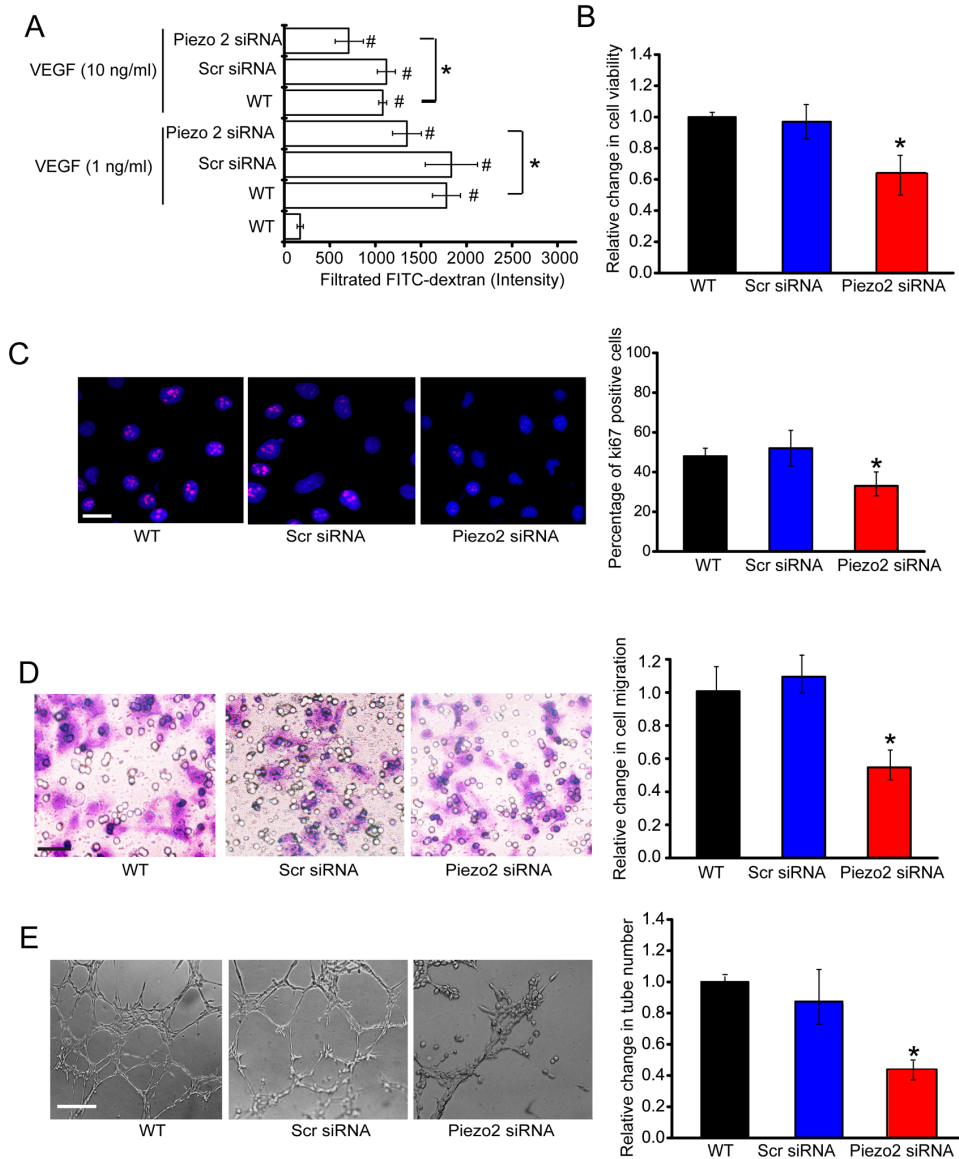 A
Piezo 2 siRNA #
VEGF (10 ng/ml) Scr siRNA # *
WT #
Piezo 2 siRNA #
VEGF (1 ng/ml) Scr siRNA # *
WT #
WT
0 500 1000 1500 2000 2500 3000
Filtrated FITC-dextran (Intensity)
B
Relative change in cell viability
1.4
1.2
1.0
0.8
0.6
0.4
0.2
0.0
*
WT Scr siRNA Piezo2 siRNA
C
WT Scr siRNA Piezo2 siRNA
Percentage of ki67 positive cells
100
80
60
40
20
0
*
WT Scr siRNA Piezo2 siRNA
D
WT Scr siRNA Piezo2 siRNA
Relative change in cell migration
1.2
1.0
0.8
0.6
0.4
0.2
0.0
*
WT Scr siRNA Piezo2 siRNA
E
WT Scr siRNA Piezo2 siRNA
Relative change in tube number
1.4
1.2
1.0
0.8
0.6
0.4
0.2
0.0
*
WT Scr siRNA Piezo2 siRNA